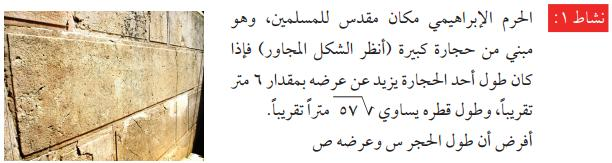 نشاط ١:
الحرم الإبراهيمي مكان مقدس للمسلمين، وهو
مبني من حجارة كبيرة (أنظر الشكل المجاور) فإذا
كان طول أحد الحجارة يزيد عن عرضه بمقدار ٦ متر
تقريباً، وطول قطره يساوي √٥٧ متراً تقريباً.
أفرض أن طول الحجر س وعرضه ص